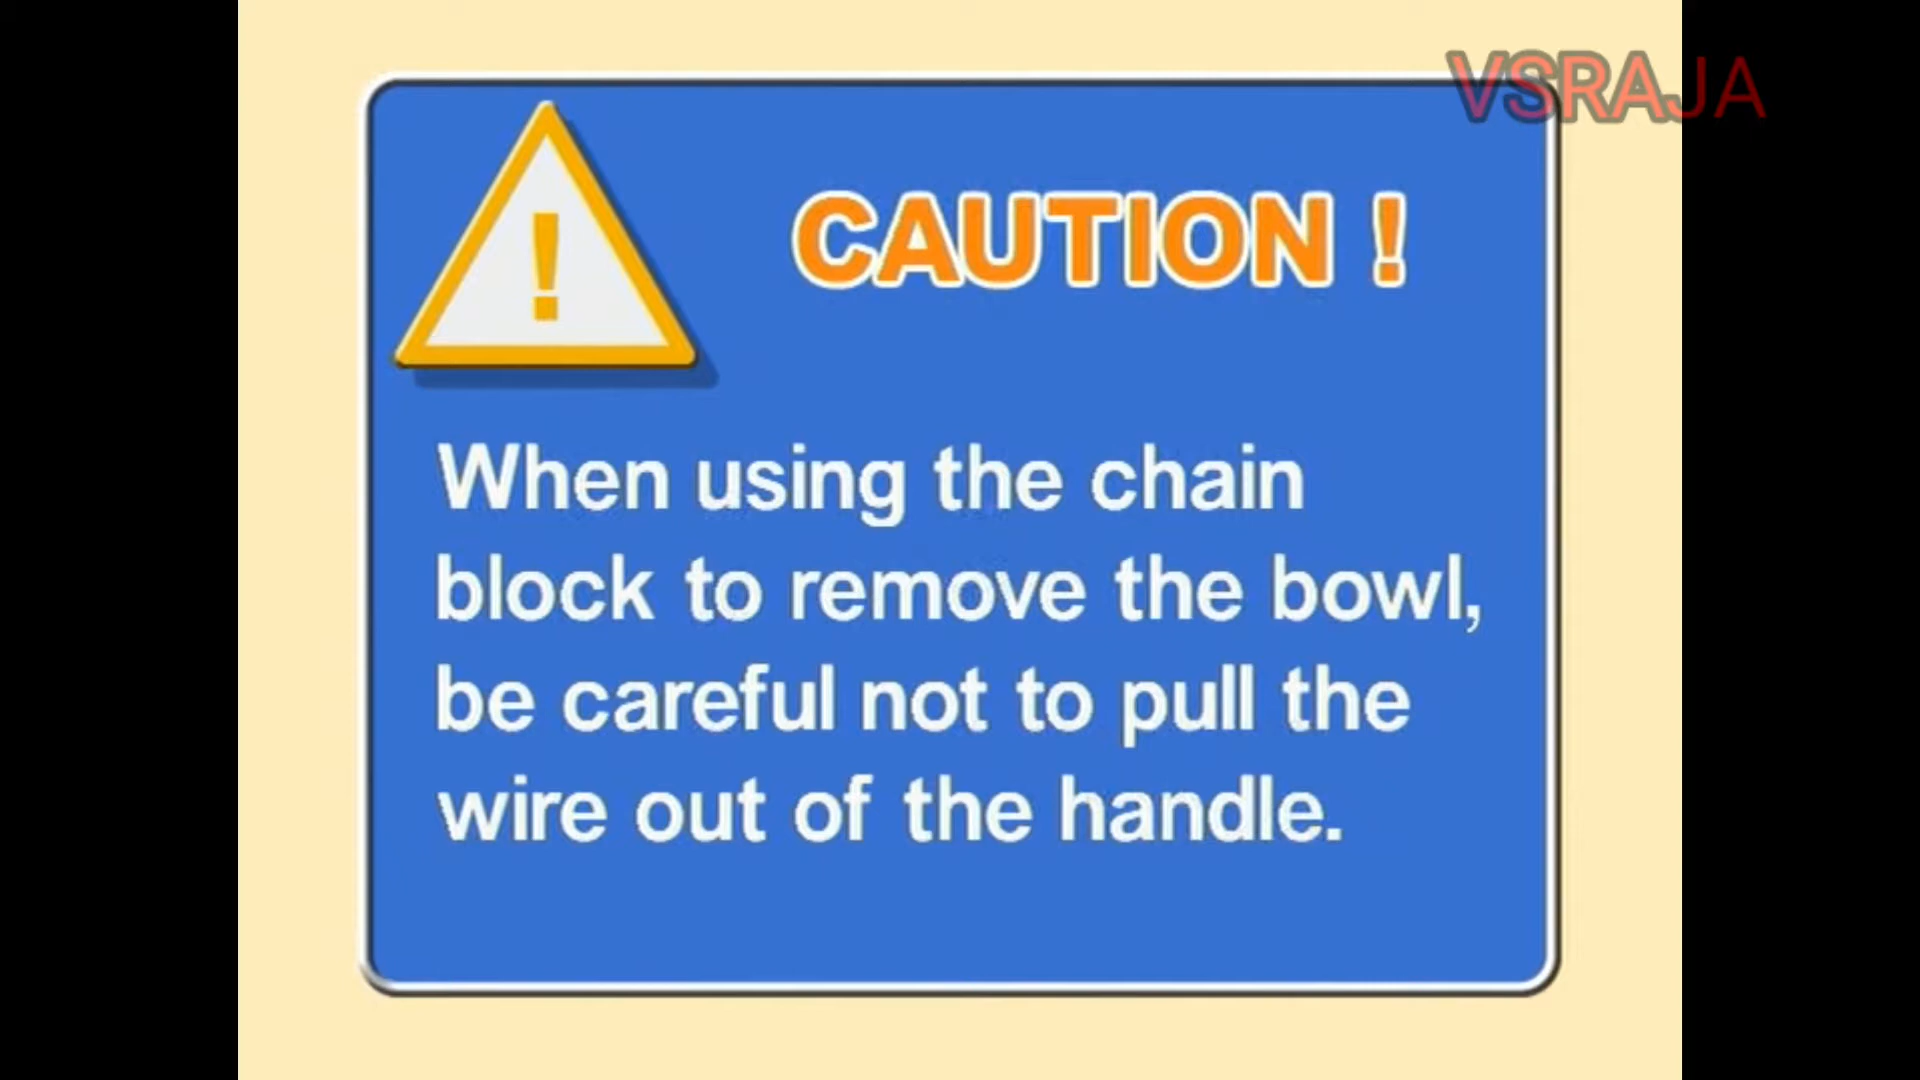 VSRAJA
!
CAUTION !
When using the chain
block to remove the bowl,
be careful not to pull the
wire out of the handle.